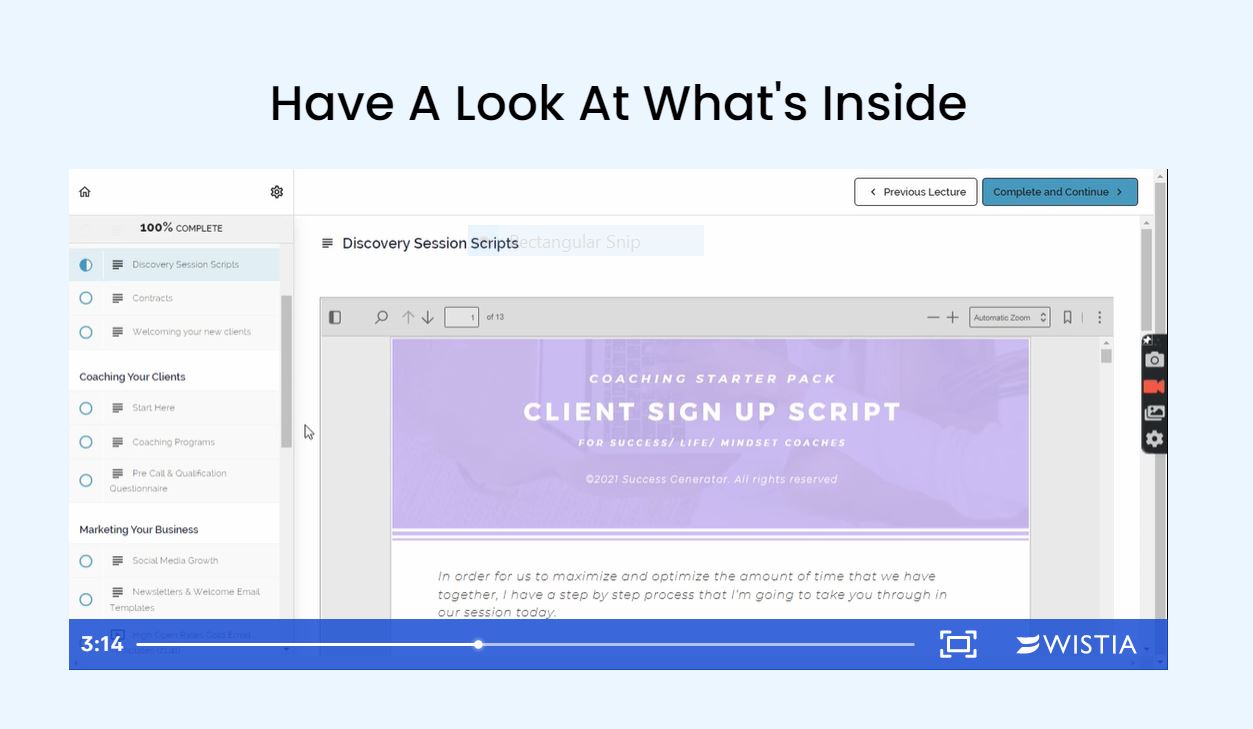 Have A Look At What's Inside
Previous Lecture
Complete and Continue
100% COMPLETE
Discovery Session Scripts
Rectangular Snip
Discovery Session Scripts
Contracts
Welcoming your new clients
Coaching Your Clients
Start Here
Coaching Programs
Pre Call & Qualification
Questionnaire
Marketing Your Business
Social Media Growth
Newsletters & Welcome Email
Templates
High Open Rates Cold Email
1 of 13
Automatic Zoom
COACHING STARTER PACK
CLIENT SIGN UP SCRIPT
FOR SUCCESS/ LIFE/ MINDSET COACHES
©2021 Success Generator. All rights reserved
In order for us to maximize and optimize the amount of time that we have
together, I have a step by step process that I'm going to take you through in
our session today.
3:14
WISTIA